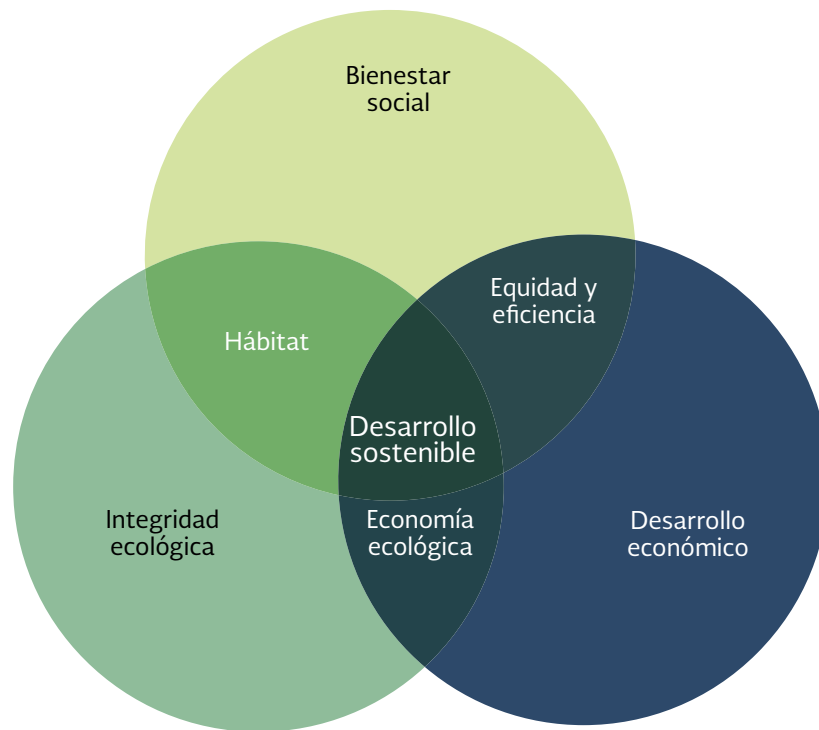 Bienestar
social
Equidad y
eficiencia
Hábitat
Desarrollo
sostenible
Integridad
ecológica
Economía
ecológica
Desarrollo
económico